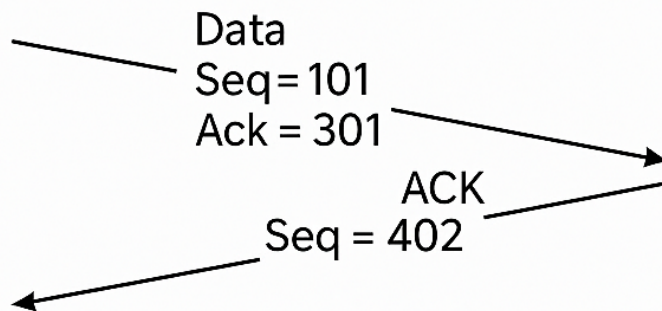 Data
Seq= 101
Ack = 301
ACK
Seq = 402